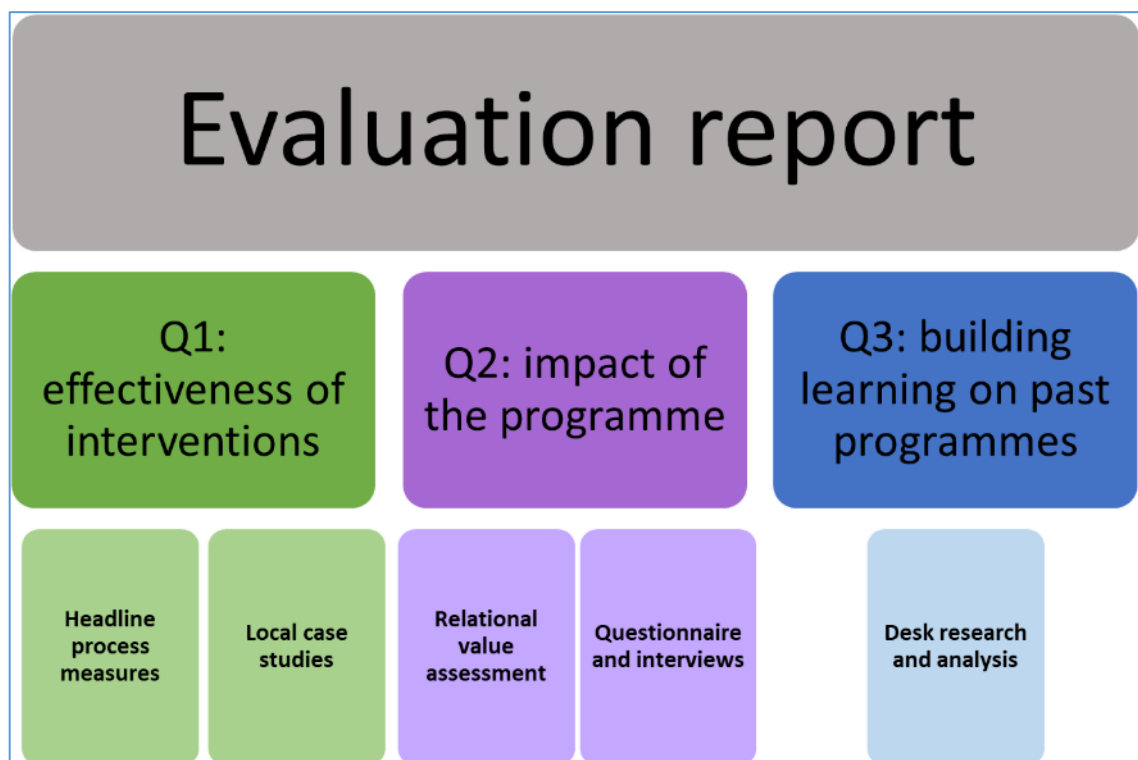 Evaluation report
Q1:
effectiveness of
interventions
Q2: impact of
the programme
Q3: building
learning on past
programmes
Headline
process
measures
Local case
studies
Relational
value
assessment
Questionnaire
and interviews
Desk research
and analysis